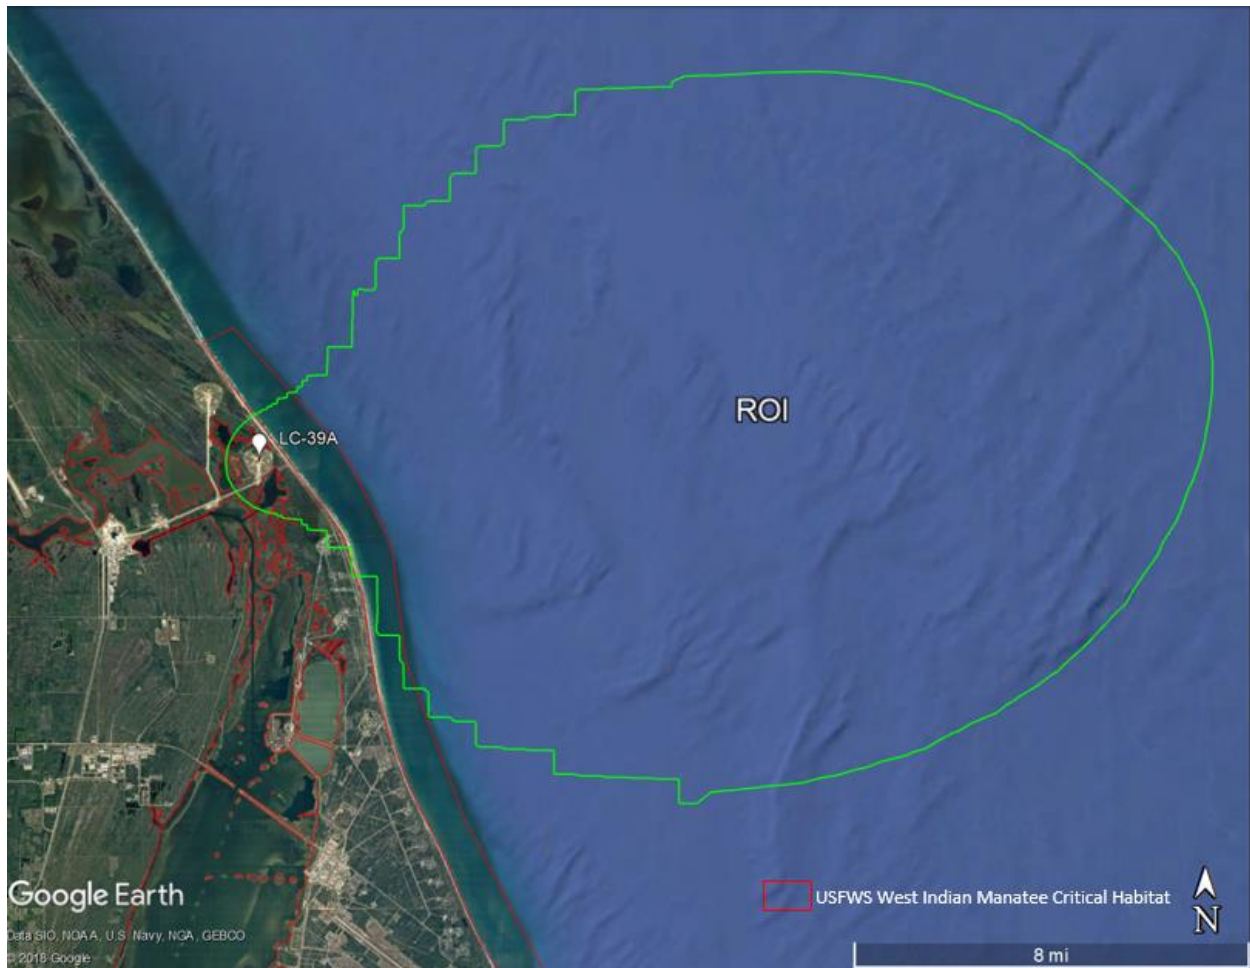 ROI
LC-39A
Google Earth
USFWS West Indian Manatee Critical Habitat
N
Data SIO, NOAA, U.S. Navy, NGA, GEBCO
© 2018 Google
8 mi